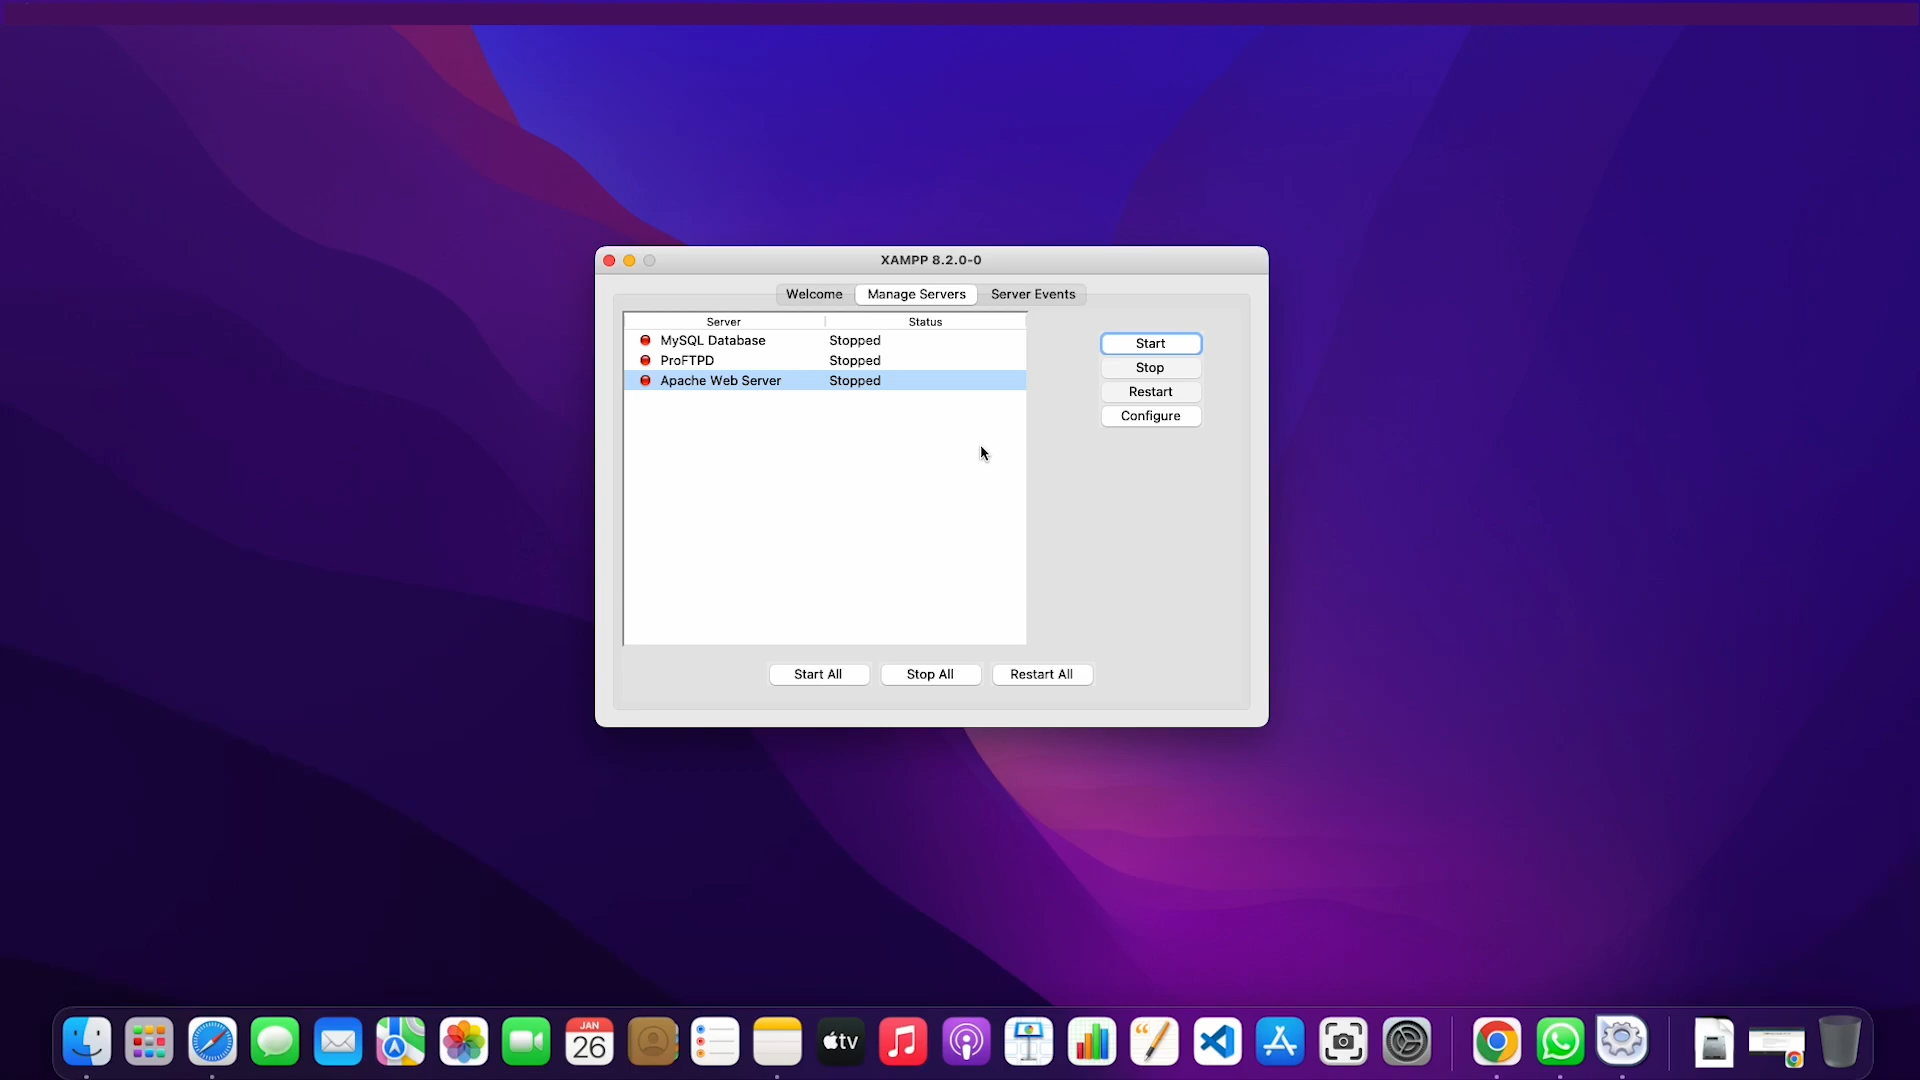 XAMPP 8.2.0-0
Welcome Manage Servers Server Events
Server Status
MySQL Database Stopped
ProFTPD Stopped
Apache Web Server Stopped
Start
Stop
Restart
Configure
Start All Stop All Restart All
JAN
26
tv